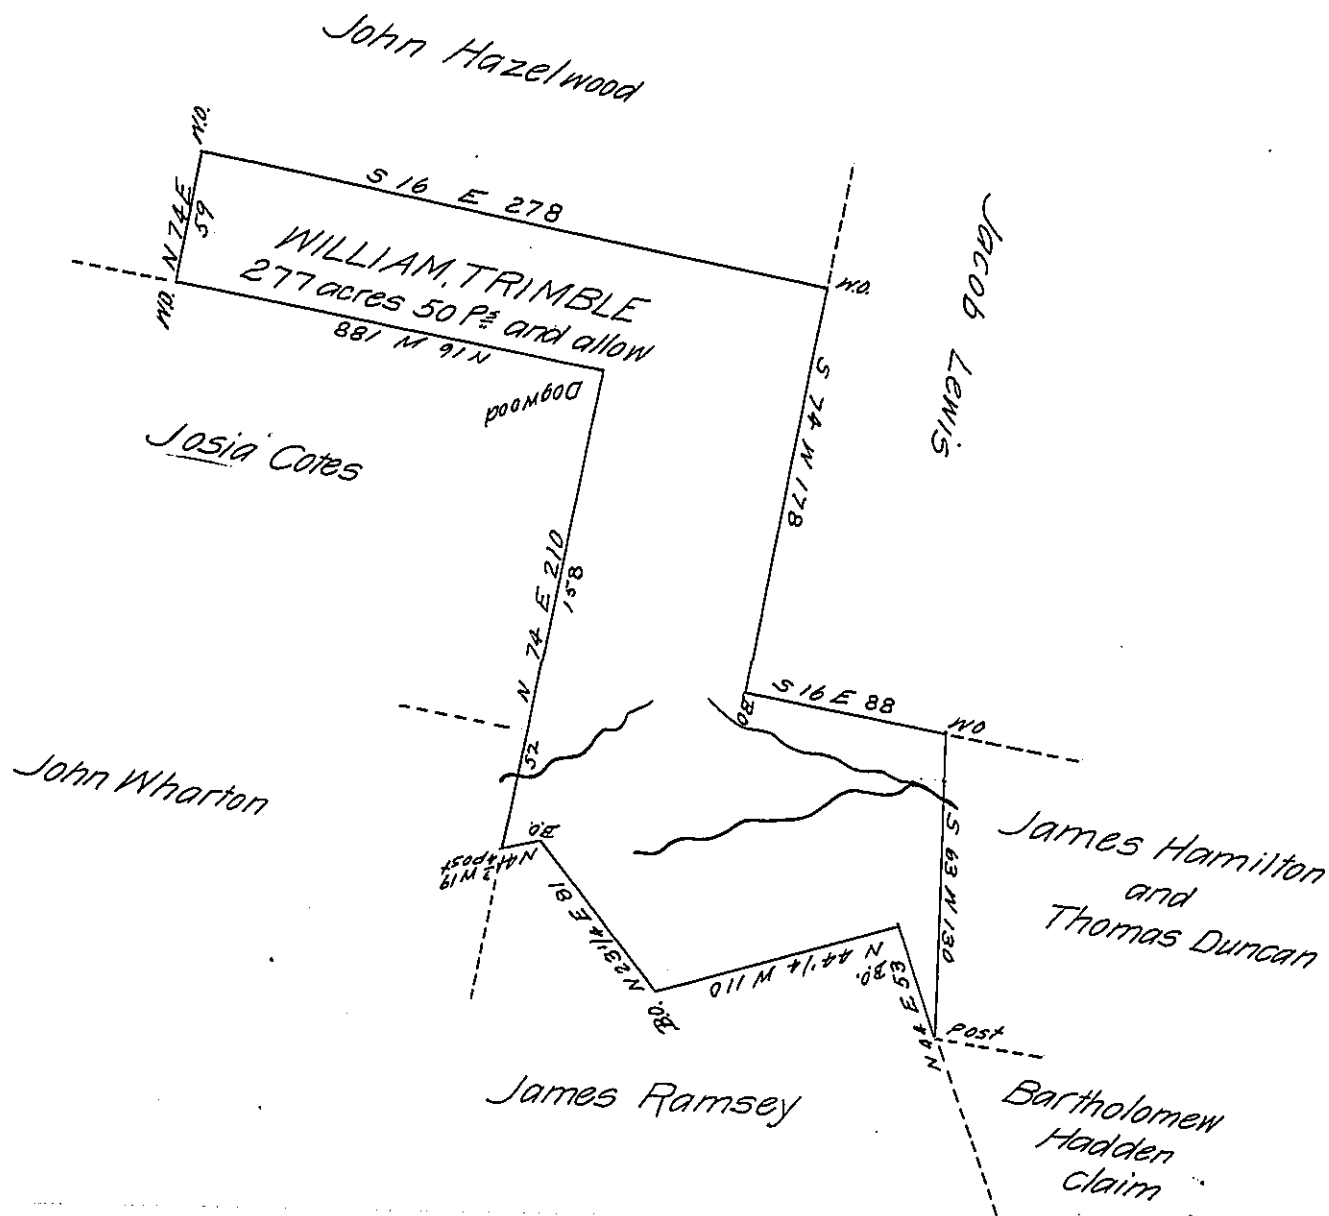 John Hazelwood
W.O.
N 74 E
59
S 16 E 278
WILLIAM. TRIMBLE
277 acres 50 Ps and allow
W.O.
N 16 W 188
W.O.
Jacob Lewis
Dogwood
S 74 W 178
Josia Cotes
N 74 E 210
158
52
B.O.
S 16 E 88
W.O.
John Wharton
B.O.
post
S 63 W 130
James Hamilton
and
Thomas Duncan
N 23 1/4 E 81
B.O.
N 44 1/4 W 110
B.O.
N 44 E 53
Post
James Ramsey
Bartholomew
Hadden
Claim